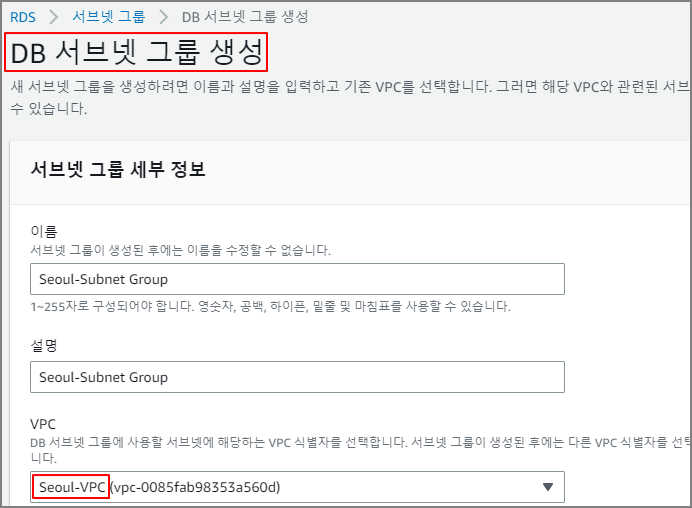 RDS > 서브넷 그룹 > DB 서브넷 그룹 생성
DB 서브넷 그룹 생성
새 서브넷 그룹을 생성하려면 이름과 설명을 입력하고 기존 VPC를 선택합니다. 그러면 해당 VPC와 관련된 서브
수 있습니다.
서브넷 그룹 세부 정보
이름
서브넷 그룹이 생성된 후에는 이름을 수정할 수 없습니다.
Seoul-Subnet Group
1~255자로 구성되어야 합니다. 영숫자, 공백, 하이픈, 밑줄 및 마침표를 사용할 수 있습니다.
설명
Seoul-Subnet Group
VPC
DB 서브넷 그룹에 사용할 서브넷에 해당하는 VPC 식별자를 선택합니다. 서브넷 그룹이 생성된 후에는 다른 VPC 식별자를 선택
니다.
Seoul-VPC (vpc-0085fab98353a560d)